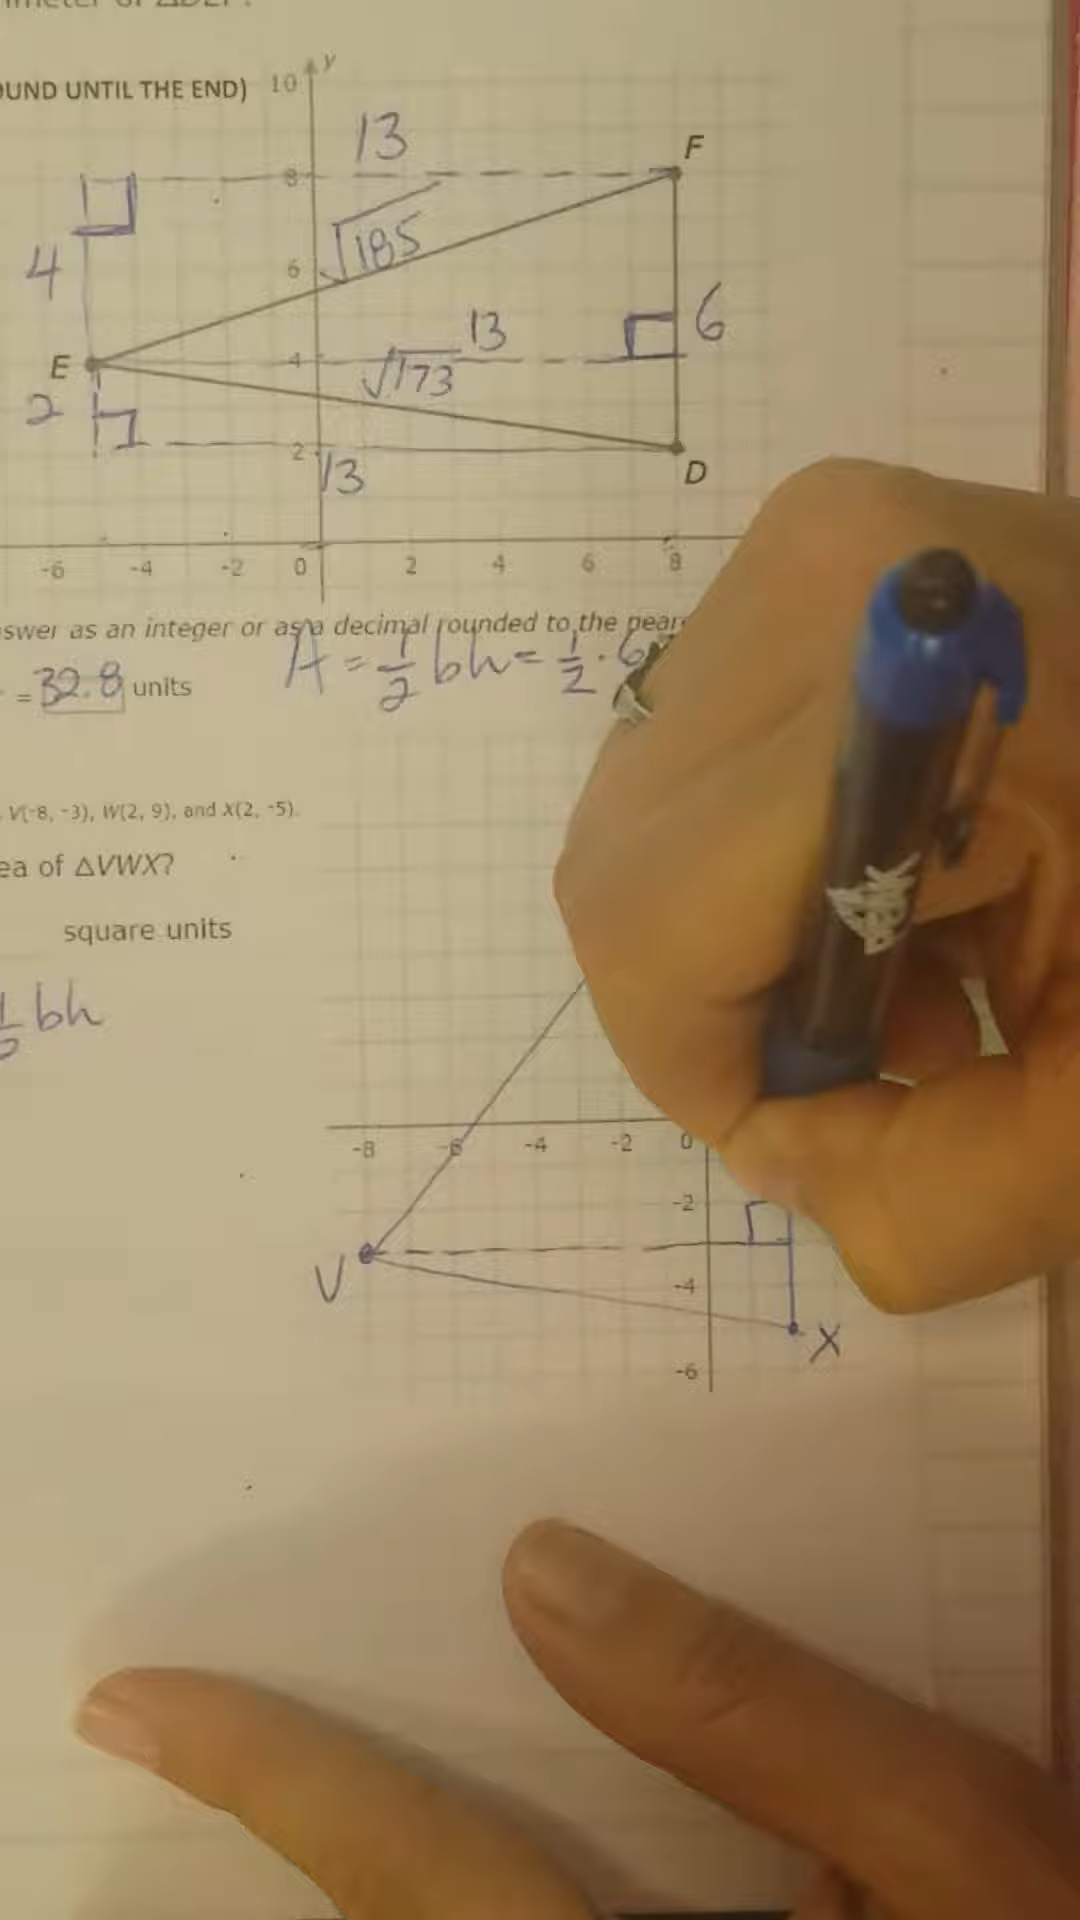 OUND UNTIL THE END)
y
10
8
6
4
2
-6 -4 -2 0 2 4 6 8
13
F
√185
4
6
13
E
√173
2
13
D
swer as an integer or as a decimal rounded to the near
= 32.8 units
A = 1/2 bh = 1/2 · 6
V(-8, -3), W(2, 9), and X(2, -5).
ea of △VWX?
square units
bh
-8 -6 -4 -2 0
-2
-4
-6
V
X